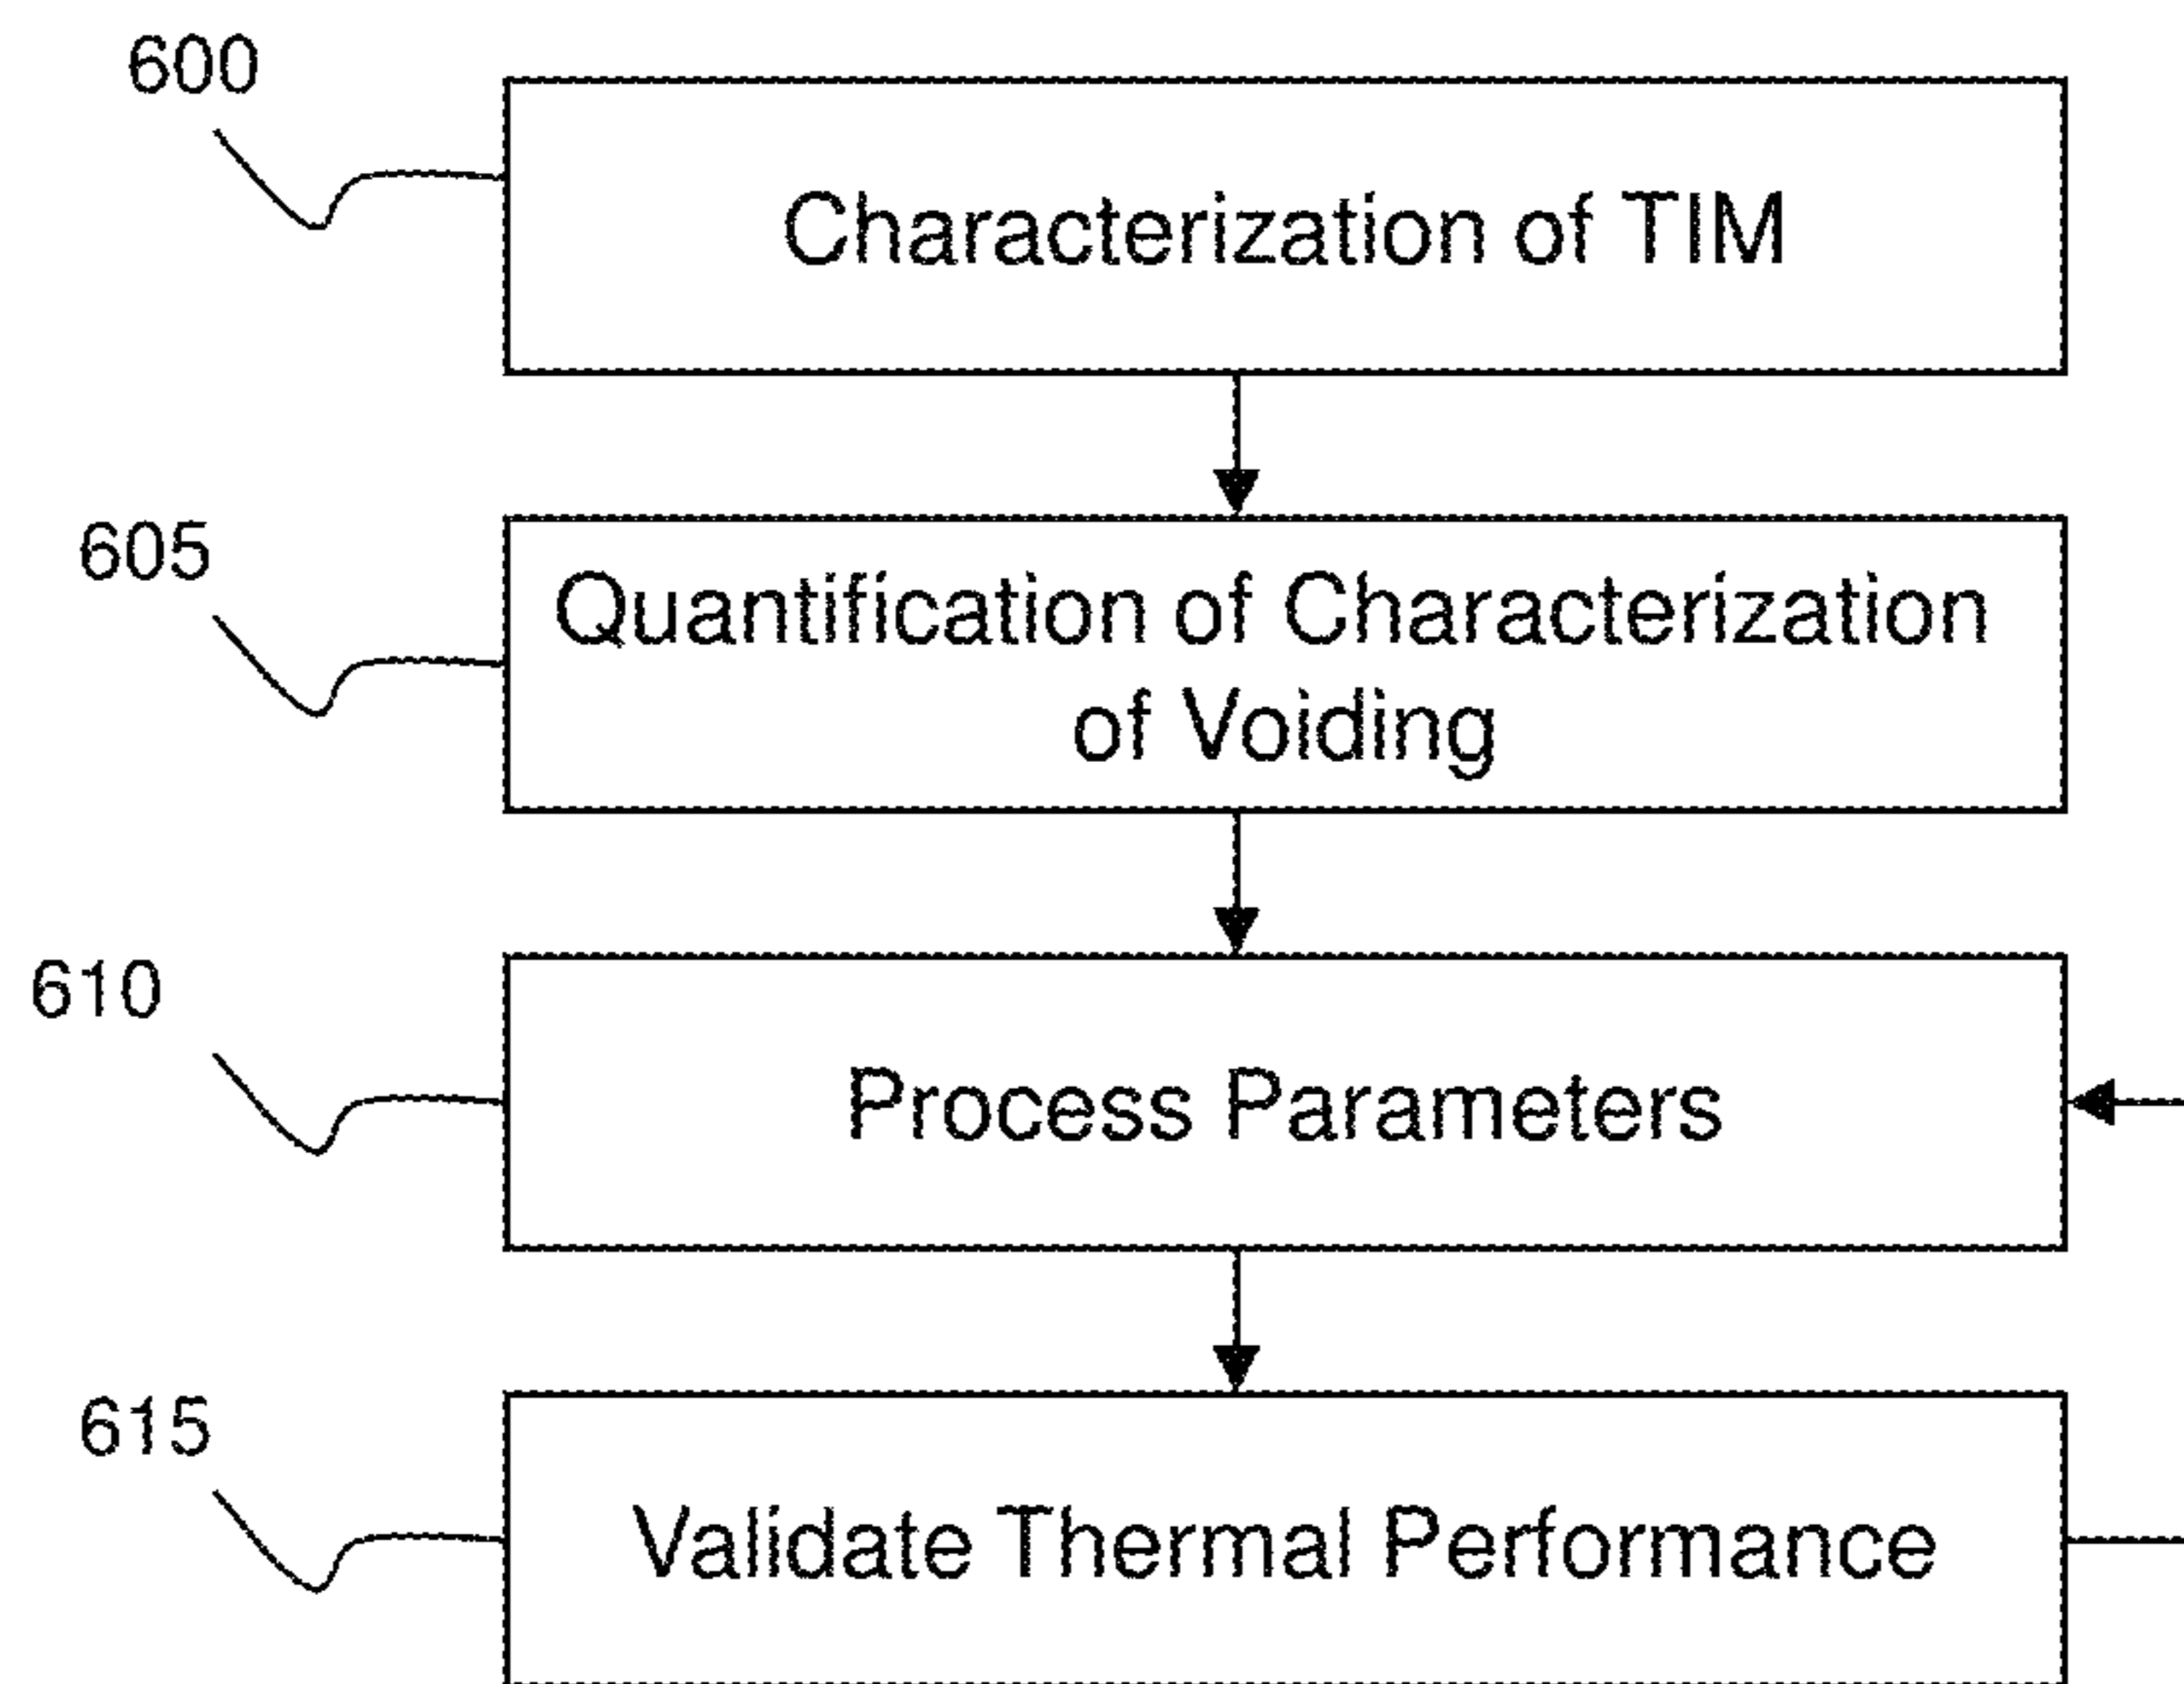 600
Characterization of TIM
605
Quantification of Characterization
of Voiding
610
Process Parameters
615
Validate Thermal Performance